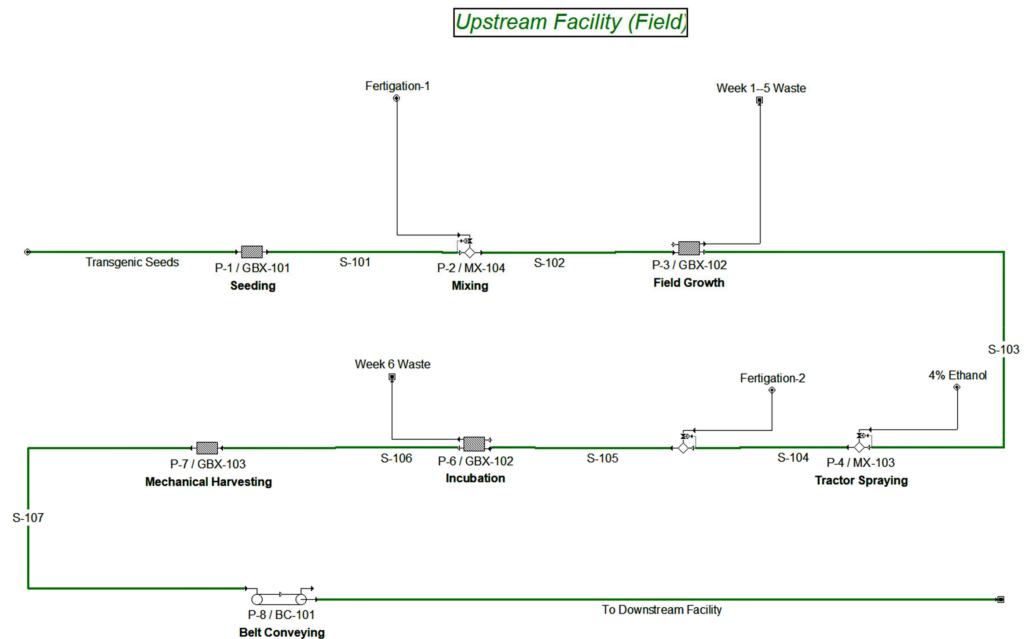 Upstream Facility (Field)
Fertigation-1
Week 1--5 Waste
Transgenic Seeds
P-1 / GBX-101
Seeding
S-101
P-2 / MX-104
Mixing
S-102
P-3 / GBX-102
Field Growth
S-103
Week 6 Waste
Fertigation-2
4% Ethanol
P-7 / GBX-103
Mechanical Harvesting
S-106
P-6 / GBX-102
Incubation
S-105
S-104
P-4 / MX-103
Tractor Spraying
S-107
P-8 / BC-101
Belt Conveying
To Downstream Facility